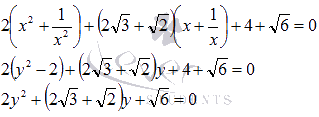 2(x² + 1/x²) + (2√3 + √2)(x + 1/x) + 4 + √6 = 0
2(y² − 2) + (2√3 + √2)y + 4 + √6 = 0
2y² + (2√3 + √2)y + √6 = 0